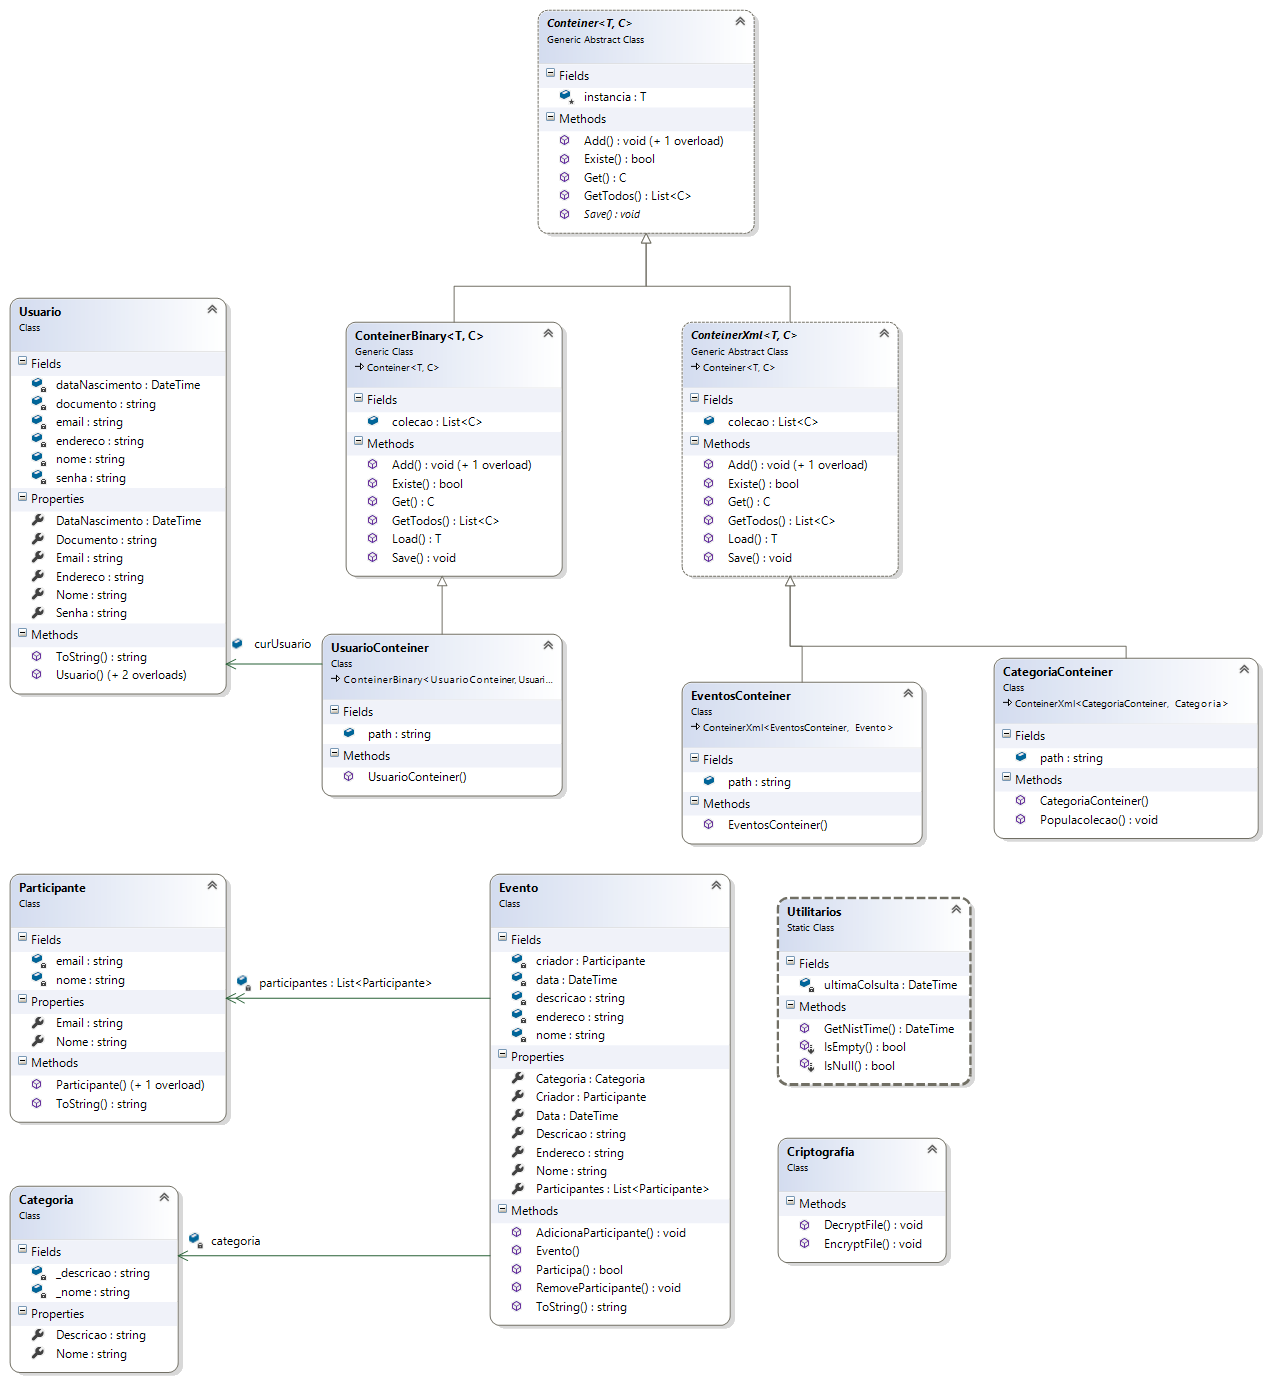 Conteiner<T, C>
Generic Abstract Class
Fields
instancia : T
Methods
Add() : void (+ 1 overload)
Existe() : bool
Get() : C
GetTodos() : List<C>
Save() : void
Usuario
Class
Fields
dataNascimento : DateTime
documento : string
email : string
endereco : string
nome : string
senha : string
Properties
DataNascimento : DateTime
Documento : string
Email : string
Endereco : string
Nome : string
Senha : string
Methods
ToString() : string
Usuario() (+ 2 overloads)
ConteinerBinary<T, C>
Generic Class
Conteiner<T, C>
Fields
colecao : List<C>
Methods
Add() : void (+ 1 overload)
Existe() : bool
Get() : C
GetTodos() : List<C>
Load() : T
Save() : void
ConteinerXml<T, C>
Generic Abstract Class
Conteiner<T, C>
Fields
colecao : List<C>
Methods
Add() : void (+ 1 overload)
Existe() : bool
Get() : C
GetTodos() : List<C>
Load() : T
Save() : void
curUsuario
UsuarioConteiner
Class
ConteinerBinary<UsuarioConteiner, Usuari...
Fields
path : string
Methods
UsuarioConteiner()
EventosConteiner
Class
ConteinerXml<EventosConteiner, Evento>
Fields
path : string
Methods
EventosConteiner()
CategoriaConteiner
Class
ConteinerXml<CategoriaConteiner, Categoria>
Fields
path : string
Methods
CategoriaConteiner()
Populacolecao() : void
Participante
Class
Fields
email : string
nome : string
Properties
Email : string
Nome : string
Methods
Participante() (+ 1 overload)
ToString() : string
participantes : List<Participante>
Evento
Class
Fields
criador : Participante
data : DateTime
descricao : string
endereco : string
nome : string
Properties
Categoria : Categoria
Criador : Participante
Data : DateTime
Descricao : string
Endereco : string
Nome : string
Participantes : List<Participante>
Methods
AdicionaParticipante() : void
Evento()
Participa() : bool
RemoveParticipante() : void
ToString() : string
Utilitarios
Static Class
Fields
ultimaColsulta : DateTime
Methods
GetNistTime() : DateTime
IsEmpty() : bool
IsNull() : bool
Criptografia
Class
Methods
DecryptFile() : void
EncryptFile() : void
Categoria
Class
Fields
_descricao : string
_nome : string
Properties
Descricao : string
Nome : string
categoria